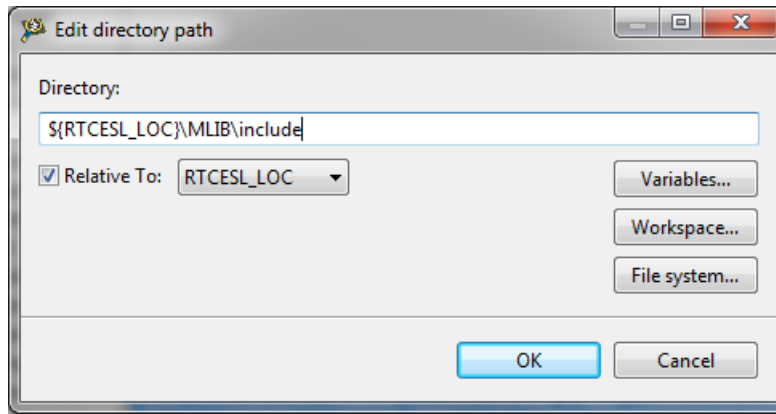 Edit directory path
Directory:
${RTCESL_LOC}\MLIB\include
Relative To: RTCESL_LOC
Variables...
Workspace...
File system...
OK Cancel